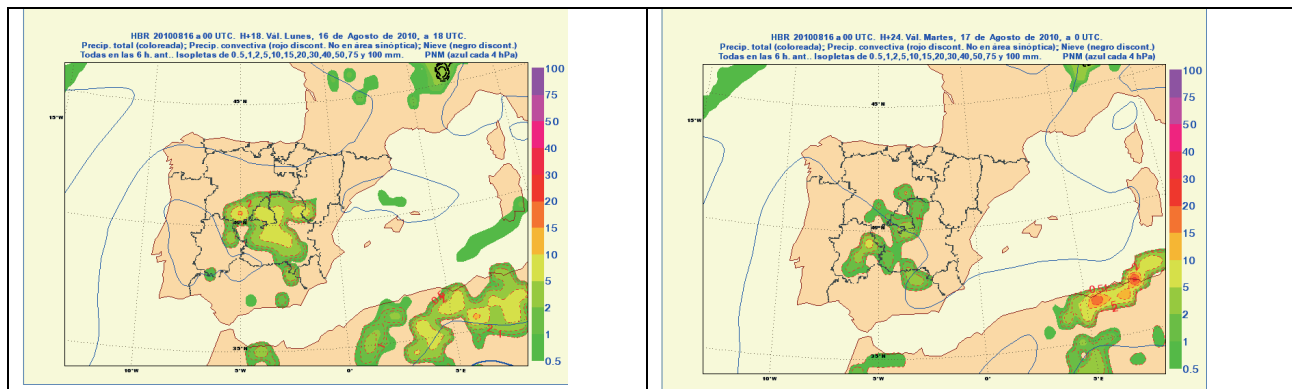 HBR 20100816 a 00 UTC. H+18. Val. Lunes, 16 de Agosto de 2010, a 18 UTC.
Precip. total (coloreada); Precip. convectiva (rojo discont. No en área sinóptica); Nieve (negro discont.)
Todas en las 6 h. ant.. Isopletas de 0.5,1,2,5,10,15,20,30,40,50,75 y 100 mm. PNM (azul cada 4 hPa)
100
75
50
40
30
20
15
10
5
2
1
0.5
45°N
15°W
40°N
35°N
10°W
5°W
0°
5°E
HBR 20100816 a 00 UTC. H+24. Val. Martes, 17 de Agosto de 2010, a 0 UTC.
Precip. total (coloreada); Precip. convectiva (rojo discont. No en área sinóptica); Nieve (negro discont.)
Todas en las 6 h. ant.. Isopletas de 0.5,1,2,5,10,15,20,30,40,50,75 y 100 mm. PNM (azul cada 4 hPa)
100
75
50
40
30
20
15
10
5
2
1
0.5
45°N
15°W
40°N
35°N
10°W
5°W
0°
5°E